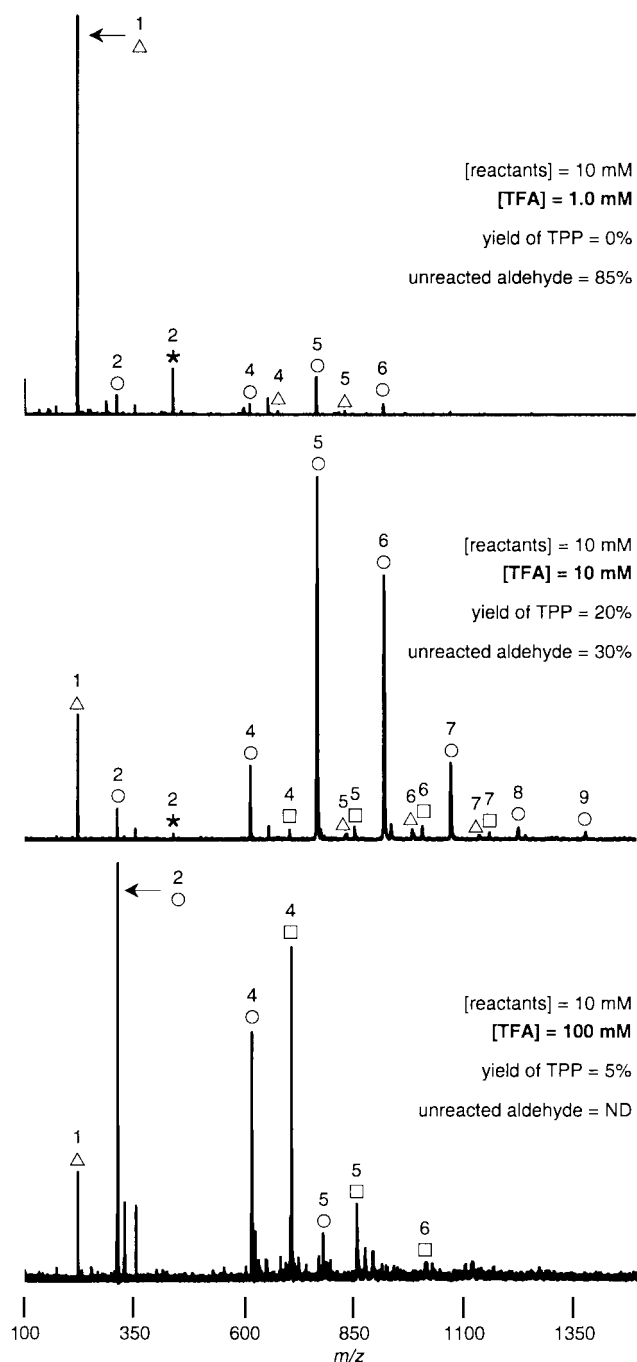 1
△
[reactants] = 10 mM
[TFA] = 1.0 mM
yield of TPP = 0%
unreacted aldehyde = 85%
2 2 4 4 5 5 6
○ ★ ○ △ ○ △ ○
5
○
6
○
[reactants] = 10 mM
[TFA] = 10 mM
yield of TPP = 20%
unreacted aldehyde = 30%
1 2 2 4 4 5 5 6 6 7 7 7 8 9
△ ○ ★ ○ □ △ □ △ □ ○ △ □ ○ ○
2
○
4
□
4
○
[reactants] = 10 mM
[TFA] = 100 mM
yield of TPP = 5%
unreacted aldehyde = ND
1 5 5 6
△ ○ □ □
100 350 600 850 1100 1350
m/z